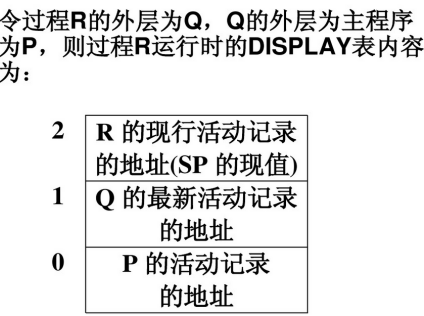 令过程R的外层为Q，Q的外层为主程序
为P，则过程R运行时的DISPLAY表内容
为：
2 R 的现行活动记录
的地址(SP 的现值)
1 Q 的最新活动记录
的地址
0 P 的活动记录
的地址